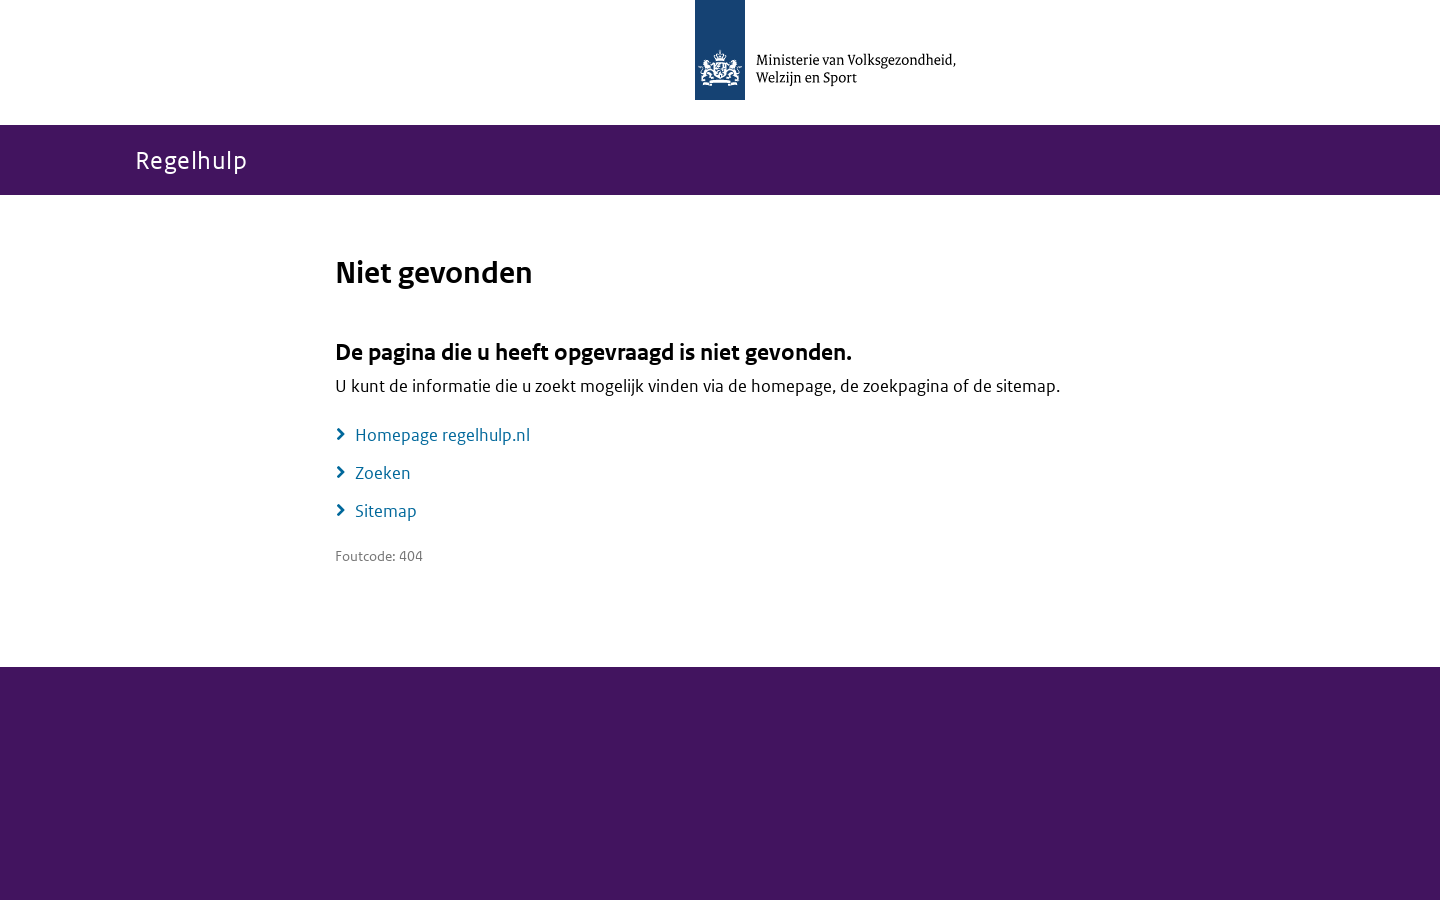 Ministerie van Volksgezondheid,
Welzijn en Sport
Regelhulp
Niet gevonden
De pagina die u heeft opgevraagd is niet gevonden.
U kunt de informatie die u zoekt mogelijk vinden via de homepage, de zoekpagina of de sitemap.
Homepage regelhulp.nl
Zoeken
Sitemap
Foutcode: 404